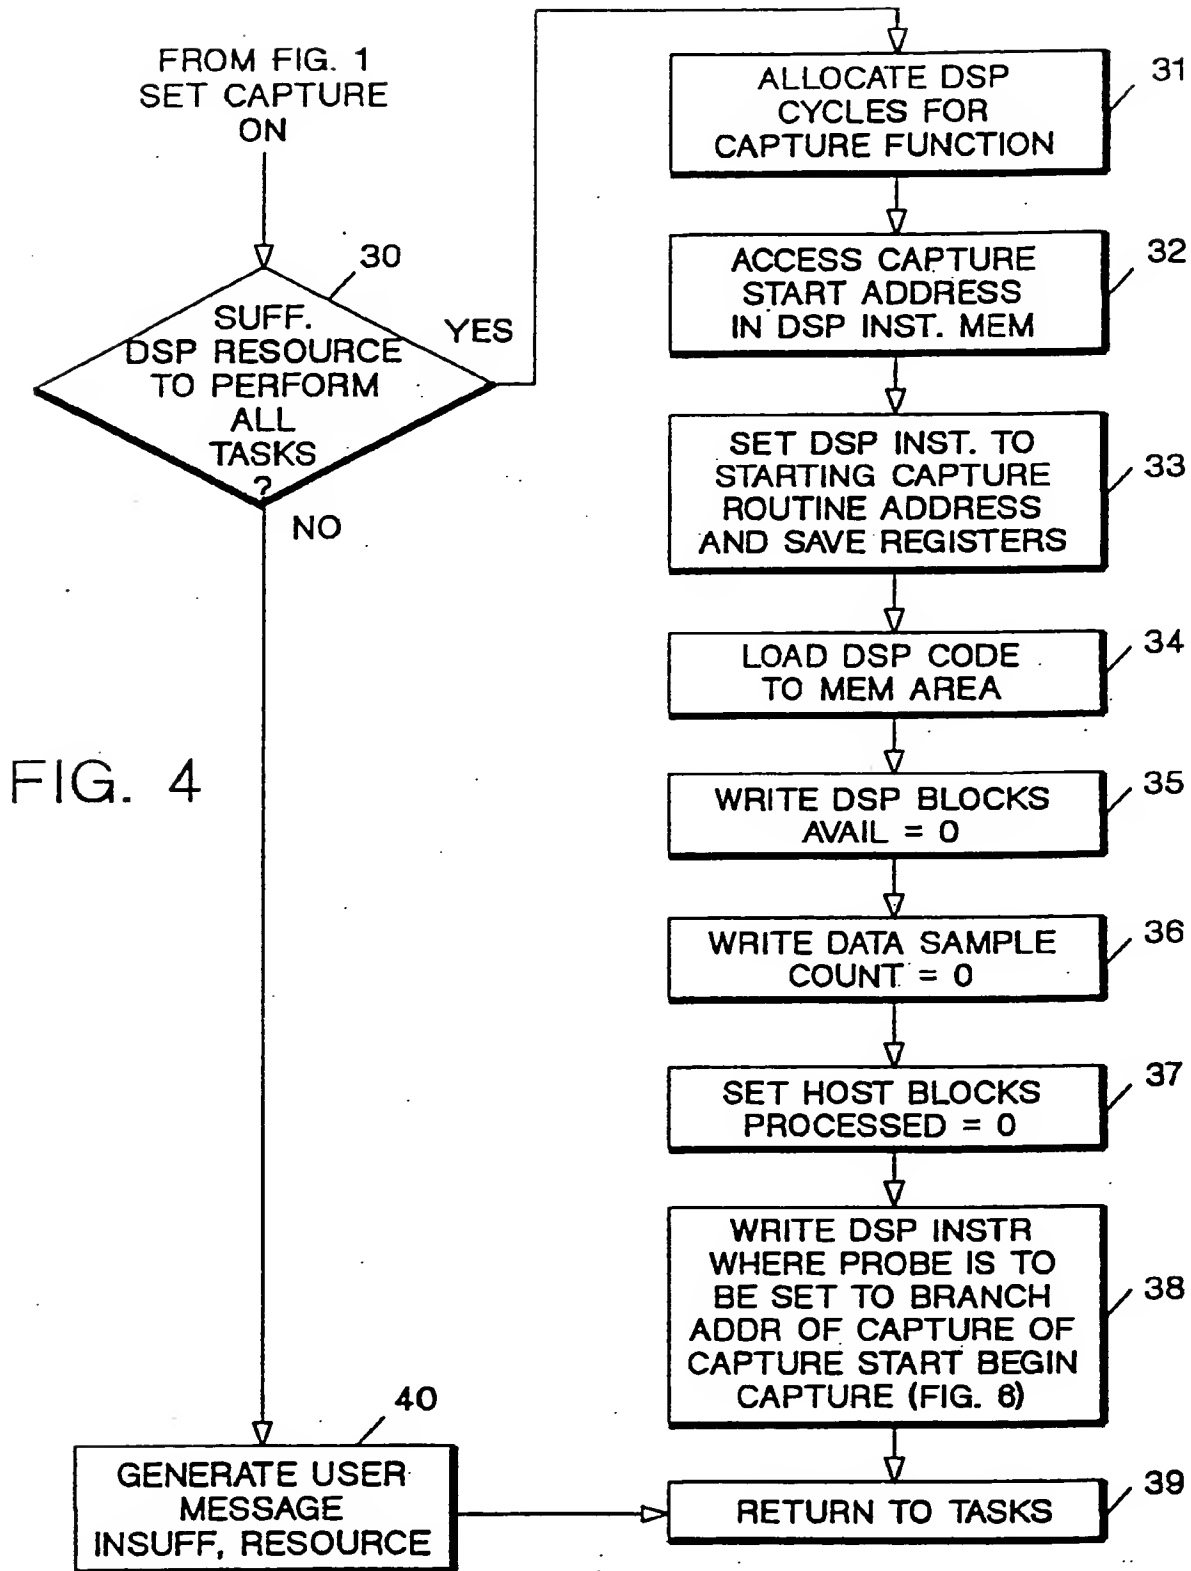 FROM FIG. 1
SET CAPTURE
ON
30
SUFF.
DSP RESOURCE
TO PERFORM
ALL
TASKS
?
YES
NO
31
ALLOCATE DSP
CYCLES FOR
CAPTURE FUNCTION
32
ACCESS CAPTURE
START ADDRESS
IN DSP INST. MEM
33
SET DSP INST. TO
STARTING CAPTURE
ROUTINE ADDRESS
AND SAVE REGISTERS
34
LOAD DSP CODE
TO MEM AREA
FIG. 4
35
WRITE DSP BLOCKS
AVAIL = 0
36
WRITE DATA SAMPLE
COUNT = 0
37
SET HOST BLOCKS
PROCESSED = 0
38
WRITE DSP INSTR
WHERE PROBE IS TO
BE SET TO BRANCH
ADDR OF CAPTURE OF
CAPTURE START BEGIN
CAPTURE (FIG. 6)
40
GENERATE USER
MESSAGE
INSUFF, RESOURCE
39
RETURN TO TASKS